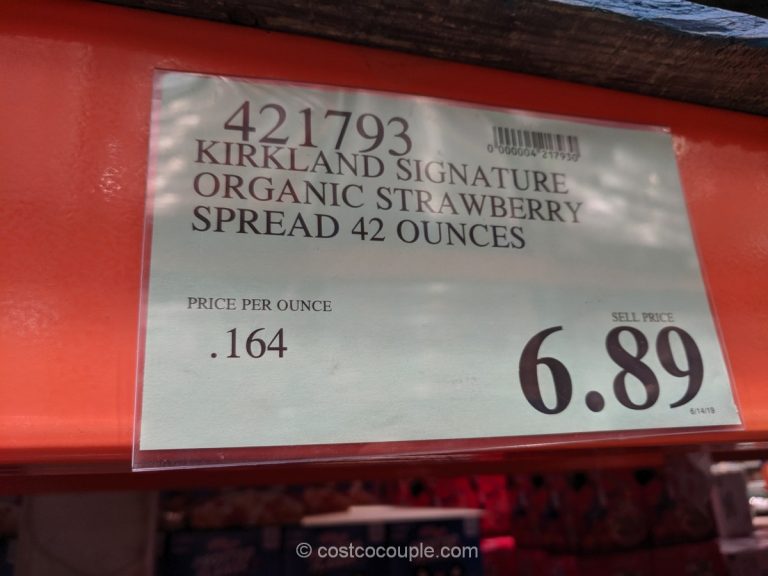 421793
0 000004 217930
KIRKLAND SIGNATURE
ORGANIC STRAWBERRY
SPREAD 42 OUNCES
PRICE PER OUNCE
.164
SELL PRICE
6.89
6/14/19
© costcocouple.com